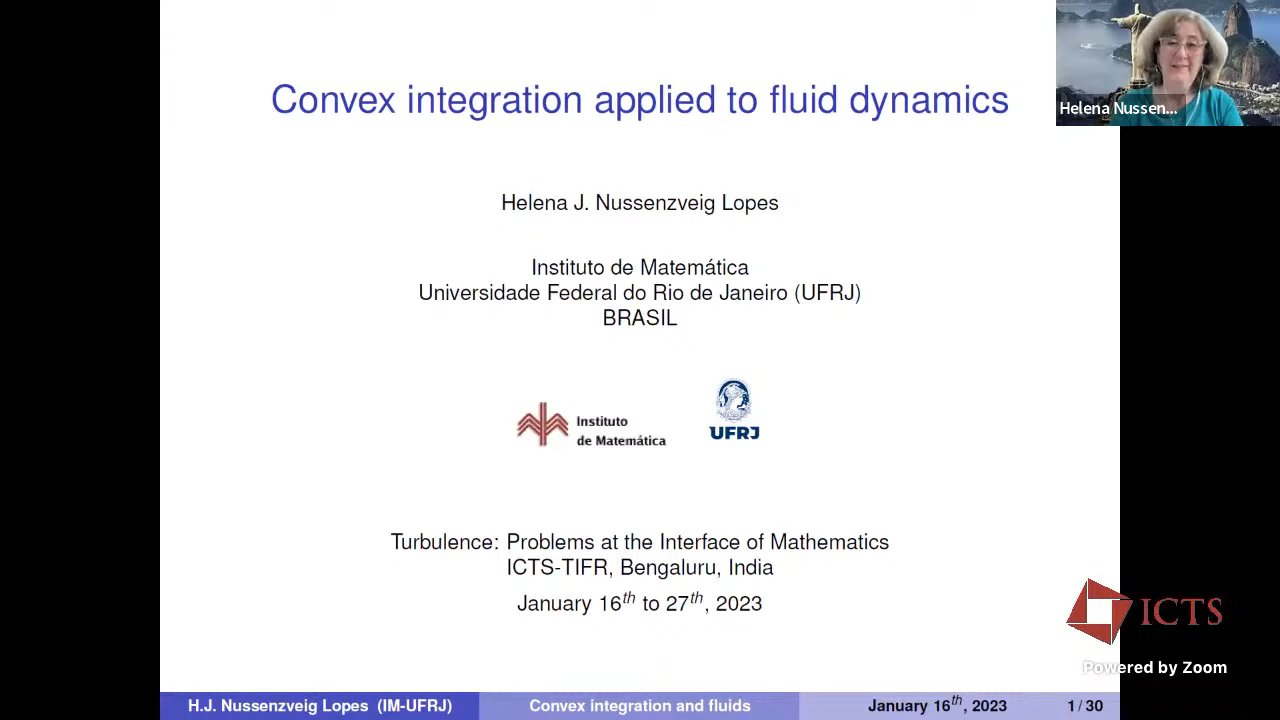 Convex integration applied to fluid dynamics
Helena Nussen...
Helena J. Nussenzveig Lopes
Instituto de Matemática
Universidade Federal do Rio de Janeiro (UFRJ)
BRASIL
Instituto
de Matemática
UFRJ
Turbulence: Problems at the Interface of Mathematics
ICTS-TIFR, Bengaluru, India
January 16th to 27th, 2023
ICTS
Powered by Zoom
H.J. Nussenzveig Lopes (IM-UFRJ)
Convex integration and fluids
January 16th, 2023
1 / 30